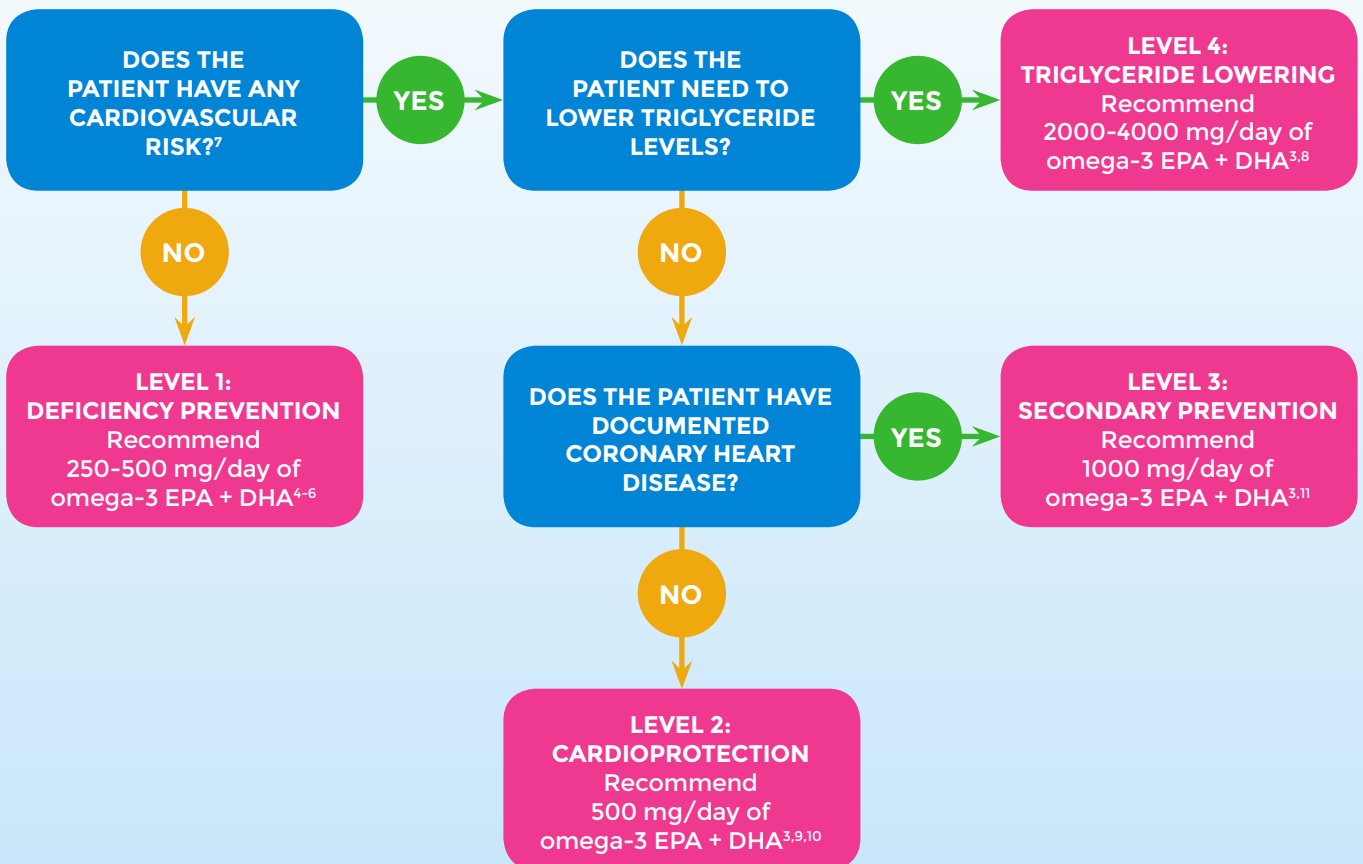 DOES THE
PATIENT HAVE ANY
CARDIOVASCULAR
RISK?⁷
YES
DOES THE
PATIENT NEED TO
LOWER TRIGLYCERIDE
LEVELS?
YES
LEVEL 4:
TRIGLYCERIDE LOWERING
Recommend
2000-4000 mg/day of
omega-3 EPA + DHA³,⁸
NO
NO
LEVEL 1:
DEFICIENCY PREVENTION
Recommend
250-500 mg/day of
omega-3 EPA + DHA⁴-⁶
DOES THE PATIENT HAVE
DOCUMENTED
CORONARY HEART
DISEASE?
YES
LEVEL 3:
SECONDARY PREVENTION
Recommend
1000 mg/day of
omega-3 EPA + DHA³,¹¹
NO
LEVEL 2:
CARDIOPROTECTION
Recommend
500 mg/day of
omega-3 EPA + DHA³,⁹,¹⁰